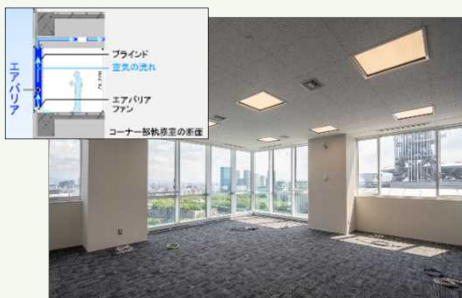 エアバリア
ブラインド
空気の流れ
エアバリア
ファン
コーナー部執務室の断面